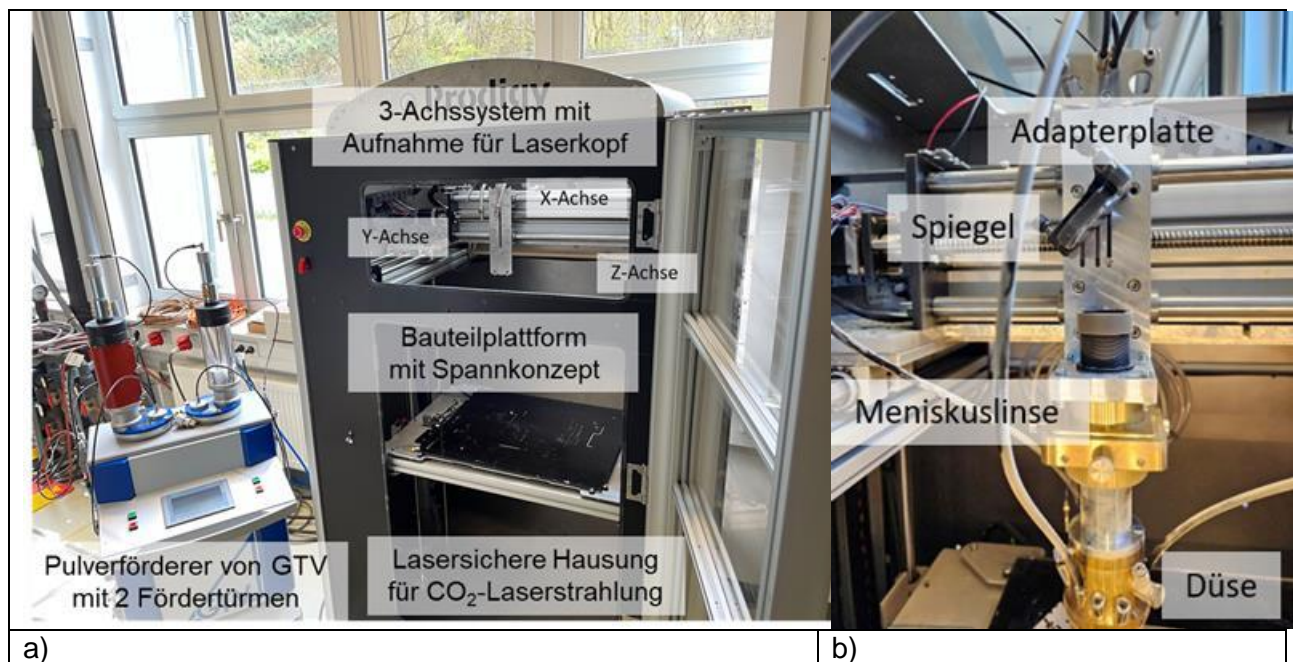 Prodigy
3-Achssystem mit
Aufnahme für Laserkopf
X-Achse
Y-Achse
Z-Achse
Bauteilplattform
mit Spannkonzept
Pulverförderer von GTV
mit 2 Fördertürmen
Lasersichere Hausung
für CO₂-Laserstrahlung
a)
Adapterplatte
Spiegel
Meniskuslinse
Düse
b)